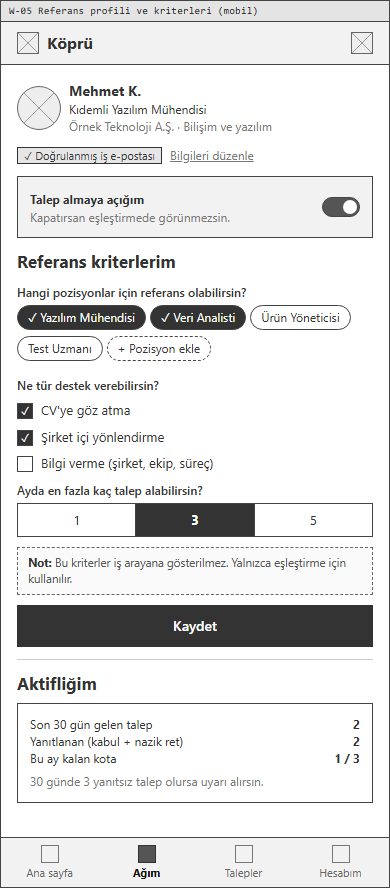 W-05 Referans profili ve kriterleri (mobil)
Köprü
Mehmet K.
Kıdemli Yazılım Mühendisi
Örnek Teknoloji A.Ş. · Bilişim ve yazılım
✓ Doğrulanmış iş e-postası Bilgileri düzenle
Talep almaya açığım
Kapatırsan eşleştirmede görünmezsin.
Referans kriterlerim
Hangi pozisyonlar için referans olabilirsin?
✓ Yazılım Mühendisi ✓ Veri Analisti Ürün Yöneticisi
Test Uzmanı + Pozisyon ekle
Ne tür destek verebilirsin?
✓ CV'ye göz atma
✓ Şirket içi yönlendirme
Bilgi verme (şirket, ekip, süreç)
Ayda en fazla kaç talep alabilirsin?
1 3 5
Not: Bu kriterler iş arayana gösterilmez. Yalnızca eşleştirme için
kullanılır.
Kaydet
Aktifliğim
Son 30 gün gelen talep 2
Yanıtlanan (kabul + nazik ret) 2
Bu ay kalan kota 1 / 3
30 günde 3 yanıtsız talep olursa uyarı alırsın.
Ana sayfa Ağım Talepler Hesabım